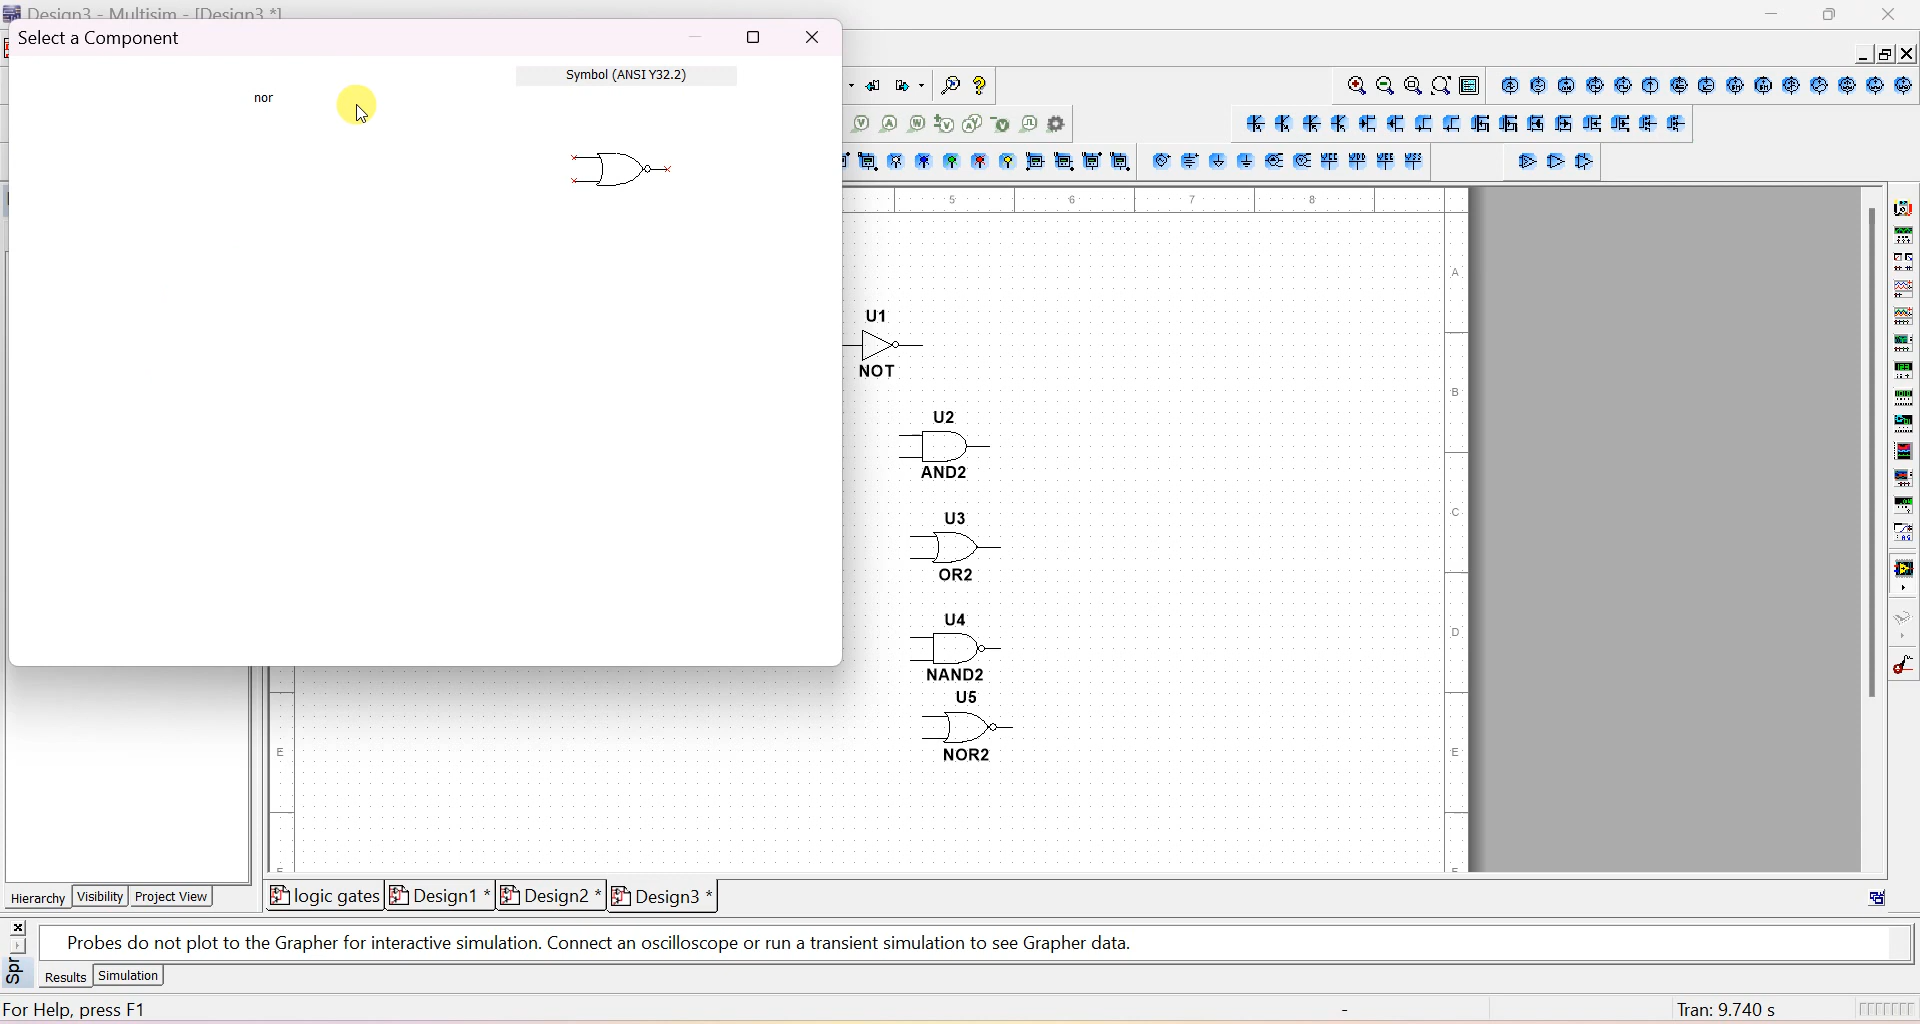 Design3 - Multisim - [Design3 *]
Select a Component
Symbol (ANSI Y32.2)
nor
5 6 7 8
A
U1
NOT
B
U2
AND2
C
U3
OR2
U4
D
NAND2
U5
E E
NOR2
Hierarchy Visibility Project View
logic gates Design1 * Design2 * Design3 *
Probes do not plot to the Grapher for interactive simulation. Connect an oscilloscope or run a transient simulation to see Grapher data.
Spr
Results Simulation
For Help, press F1 - Tran: 9.740 s